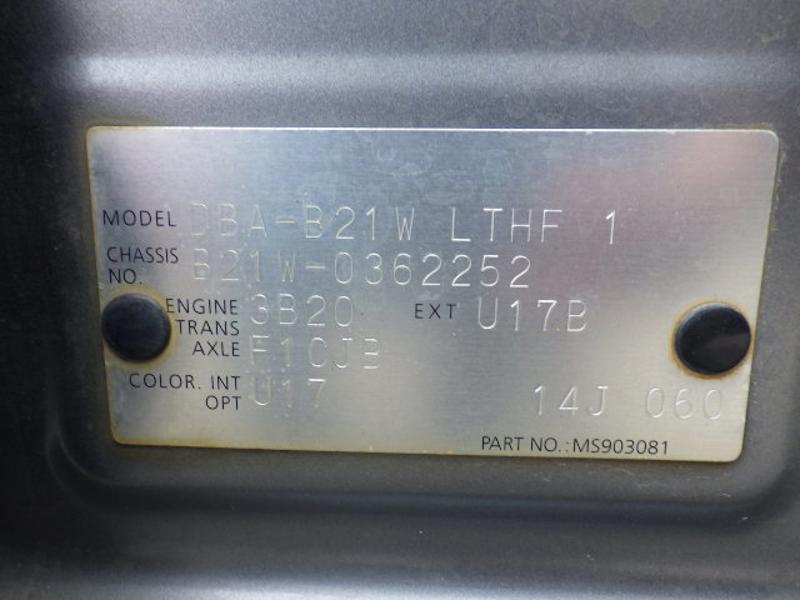 MODEL DBA-B21W LTHF 1
CHASSIS NO. B21W-0362252
ENGINE 3B20 EXT U17B
TRANS
AXLE F1CJB
COLOR. INT U17
OPT 14J 060
PART NO.:MS903081